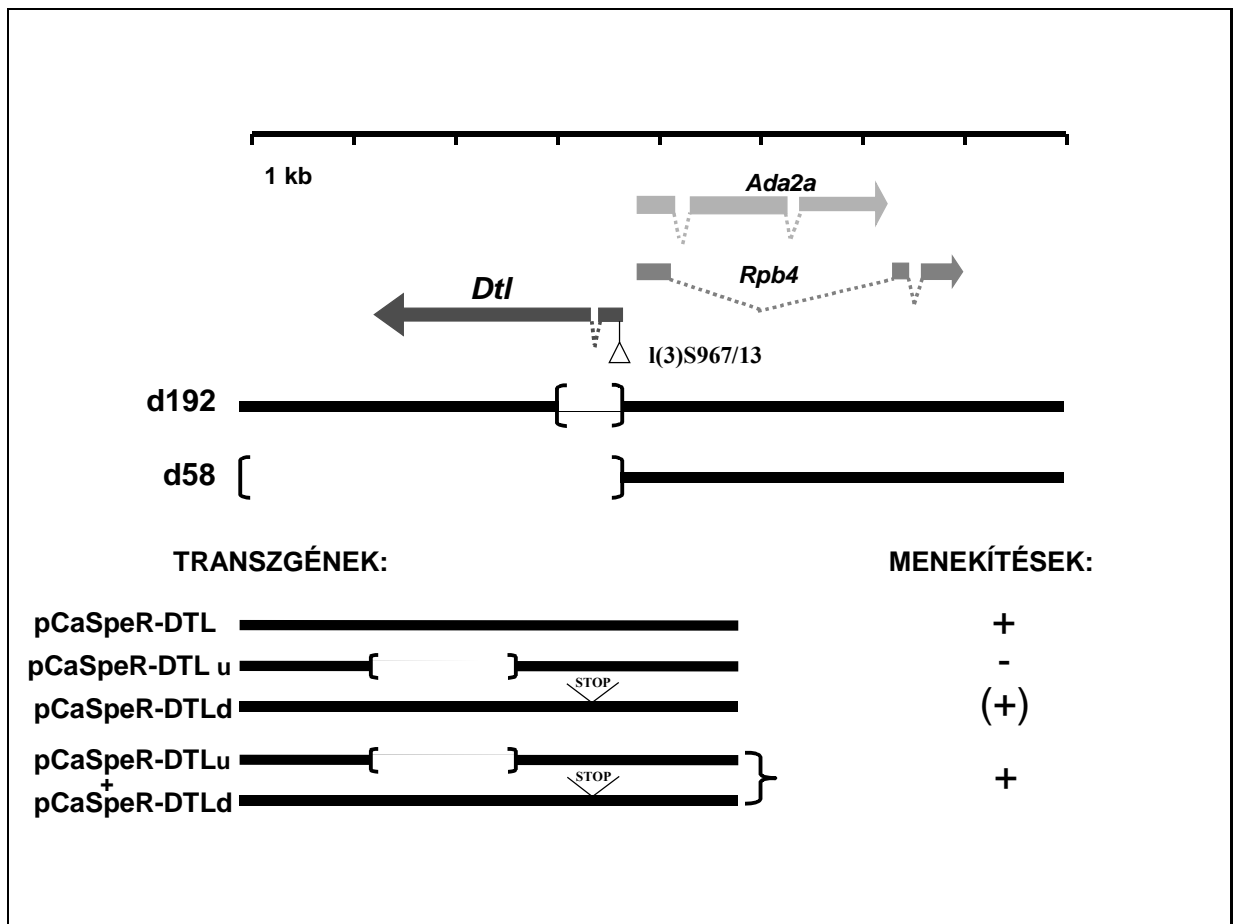 1 kb
Ada2a
Rpb4
Dtl
l(3)S967/13
d192
d58
TRANSZGÉNEK: MENEKÍTÉSEK:
pCaSpeR-DTL +
pCaSpeR-DTL u -
STOP
pCaSpeR-DTLd (+)
pCaSpeR-DTLu
+ STOP +
pCaSpeR-DTLd